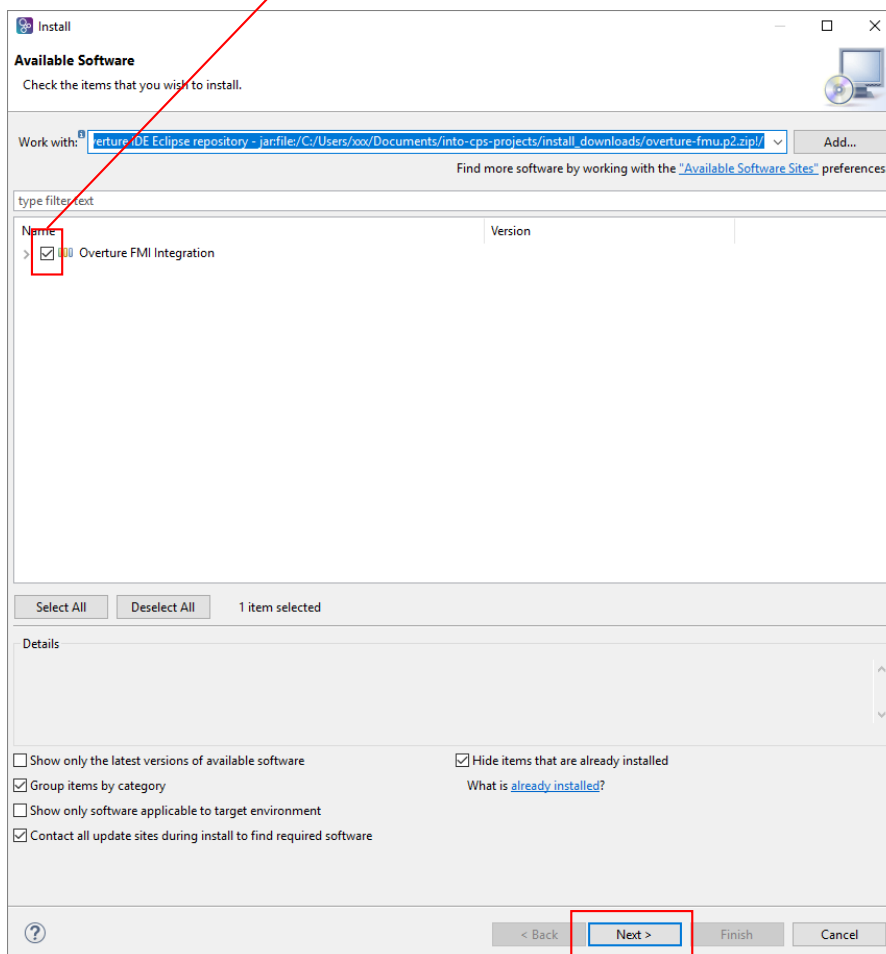 Install
Available Software
Check the items that you wish to install.
Work with: verture IDE Eclipse repository - jar:file:/C:/Users/xxx/Documents/into-cps-projects/install_downloads/overture-fmu.p2.zip!/ Add...
Find more software by working with the "Available Software Sites" preferences
type filter text
Name Version
Overture FMI Integration
Select All Deselect All 1 item selected
Details
Show only the latest versions of available software Hide items that are already installed
Group items by category What is already installed?
Show only software applicable to target environment
Contact all update sites during install to find required software
? < Back Next > Finish Cancel